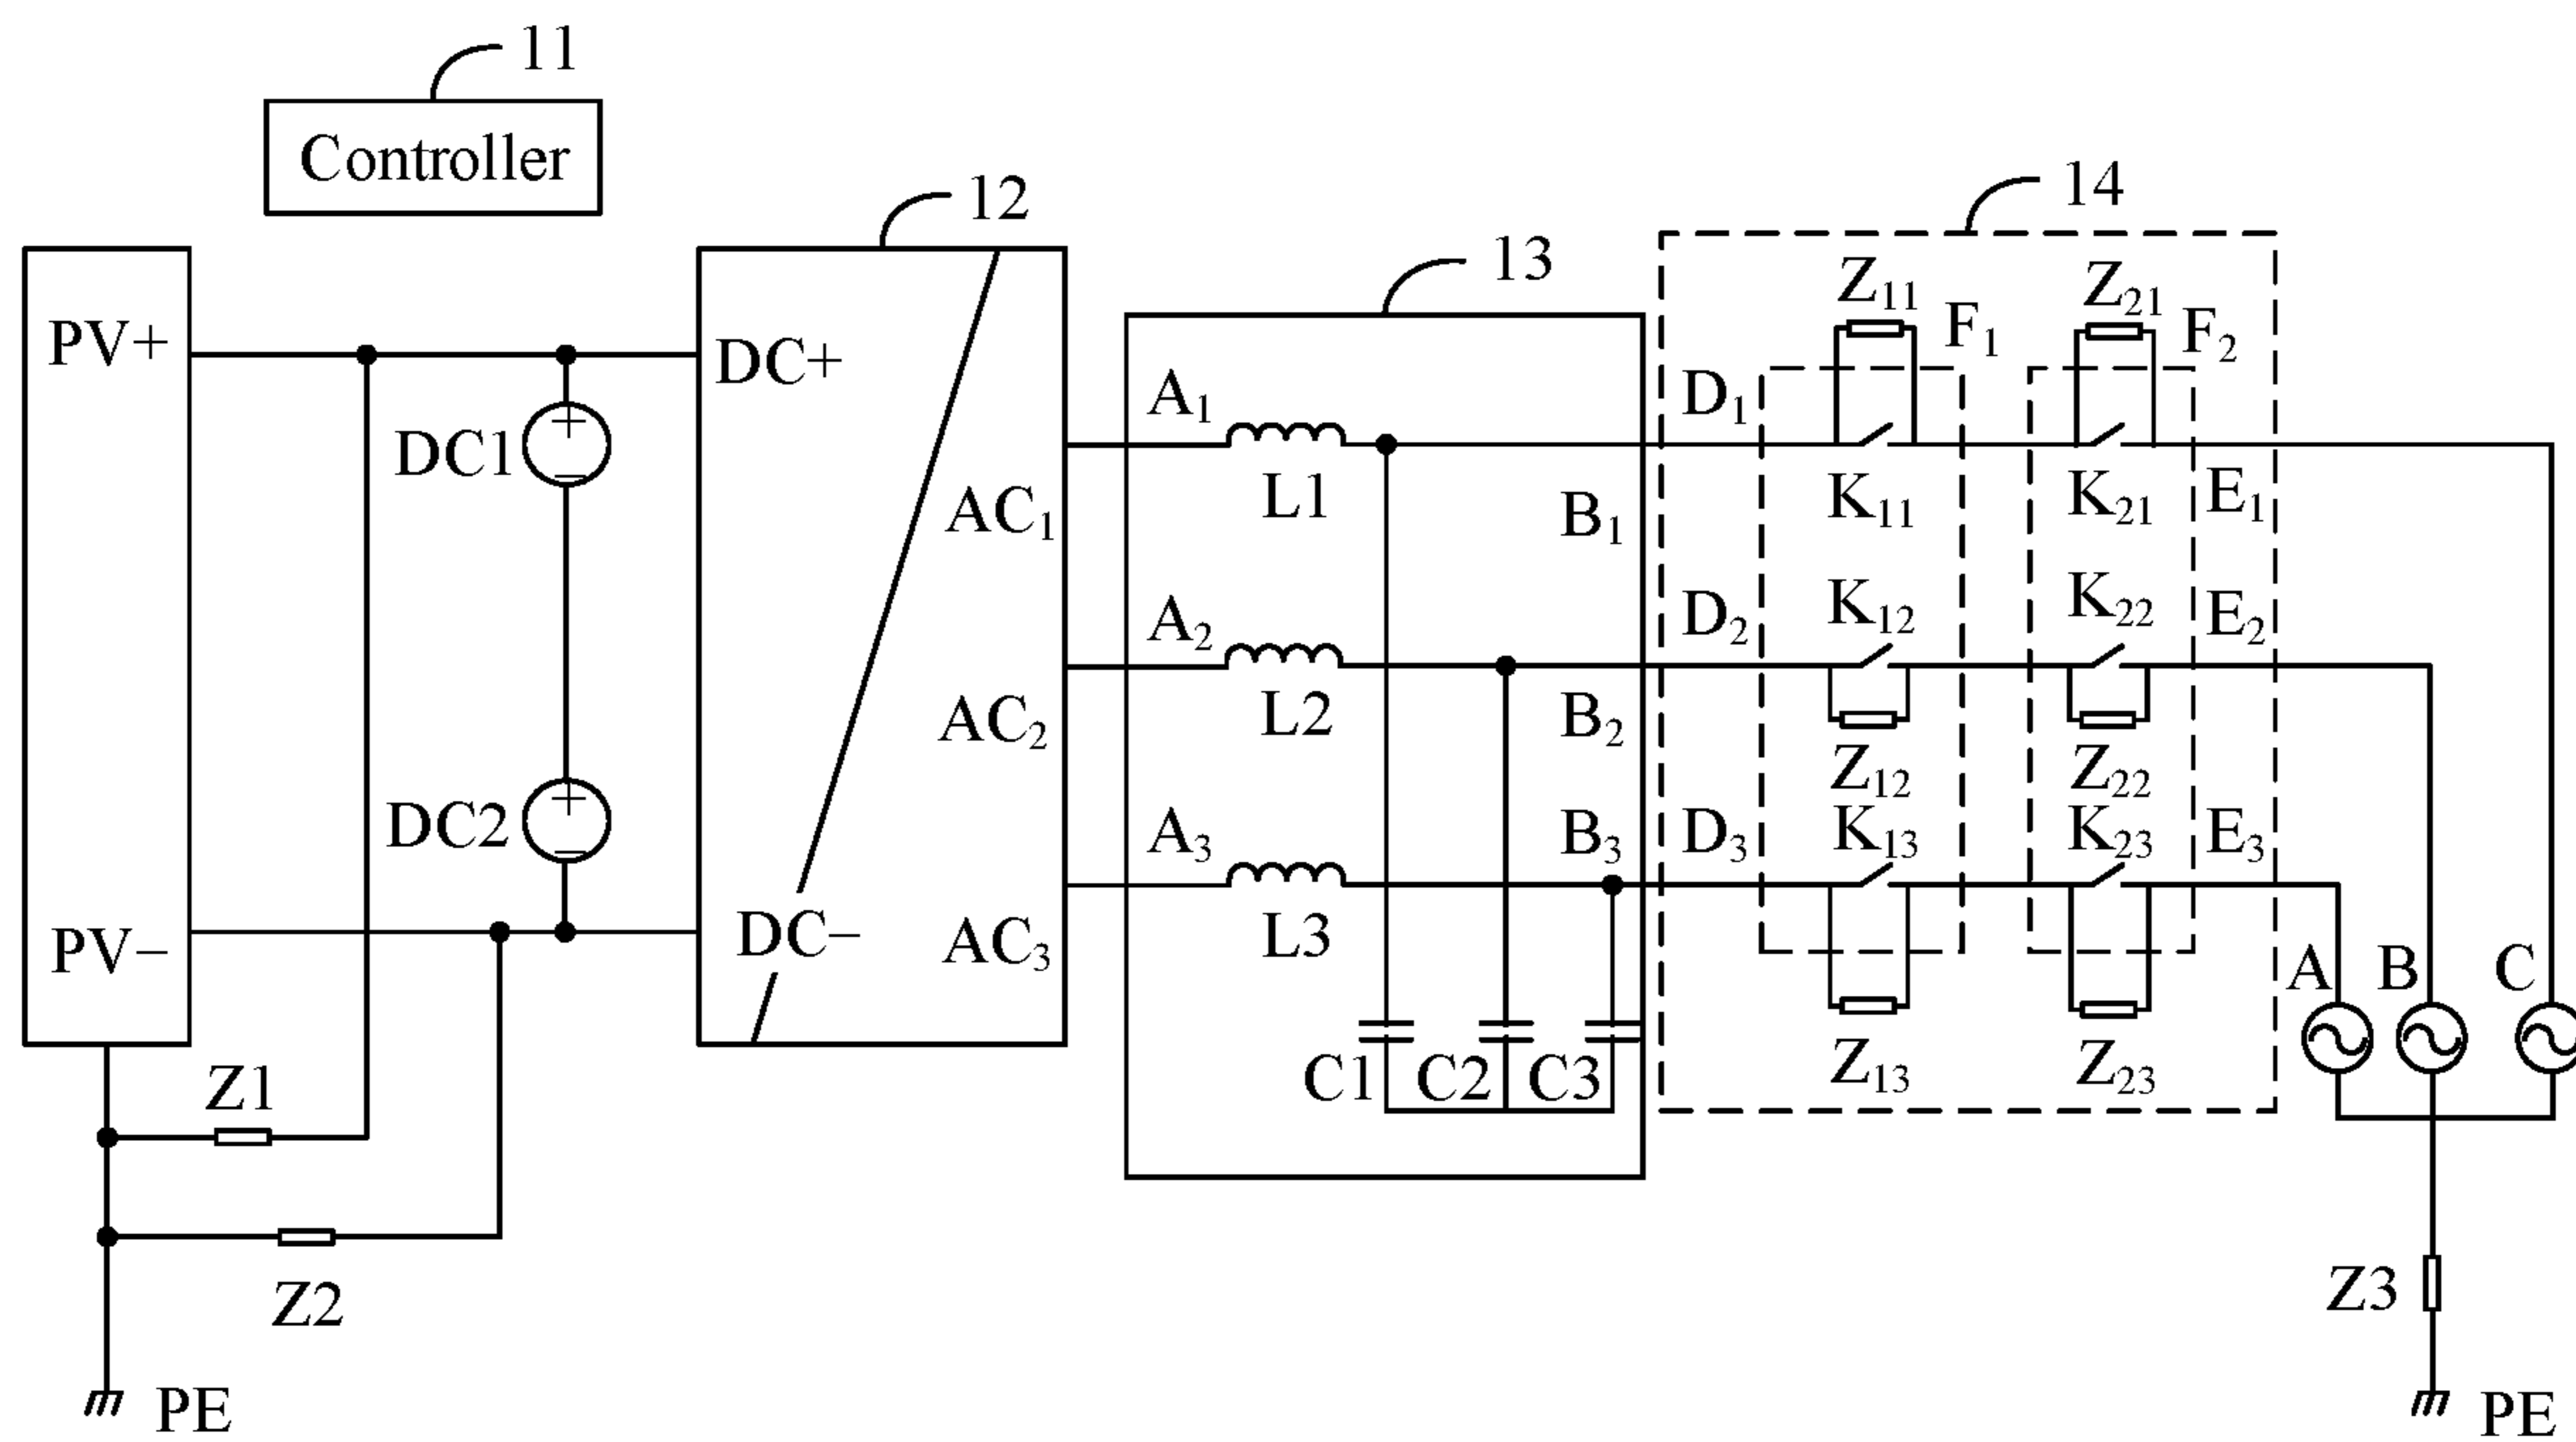 11
Controller
12
14
13
Z₁₁
Z₂₁
F₁
F₂
PV+
DC+
A₁
D₁
DC1
L1
AC₁
B₁
K₁₁
K₂₁
E₁
A₂
D₂
K₁₂
K₂₂
E₂
AC₂
L2
B₂
Z₁₂
Z₂₂
DC2
A₃
B₃
D₃
K₁₃
K₂₃
E₃
PV−
DC−
AC₃
L3
A
B
C
Z1
C1
C2
C3
Z₁₃
Z₂₃
Z2
Z3
PE
PE